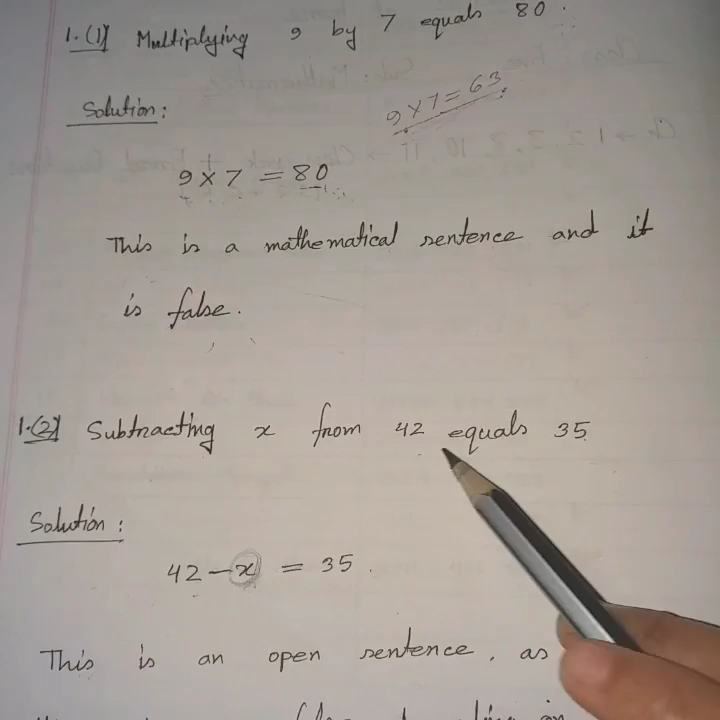 1.(1) Multiplying 9 by 7 equals 80.
Solution:
9 x 7 = 63
9 x 7 = 80
This is a mathematical sentence and it
is false.
1.(2) Subtracting x from 42 equals 35
Solution:
42 - x = 35.
This is an open sentence, as